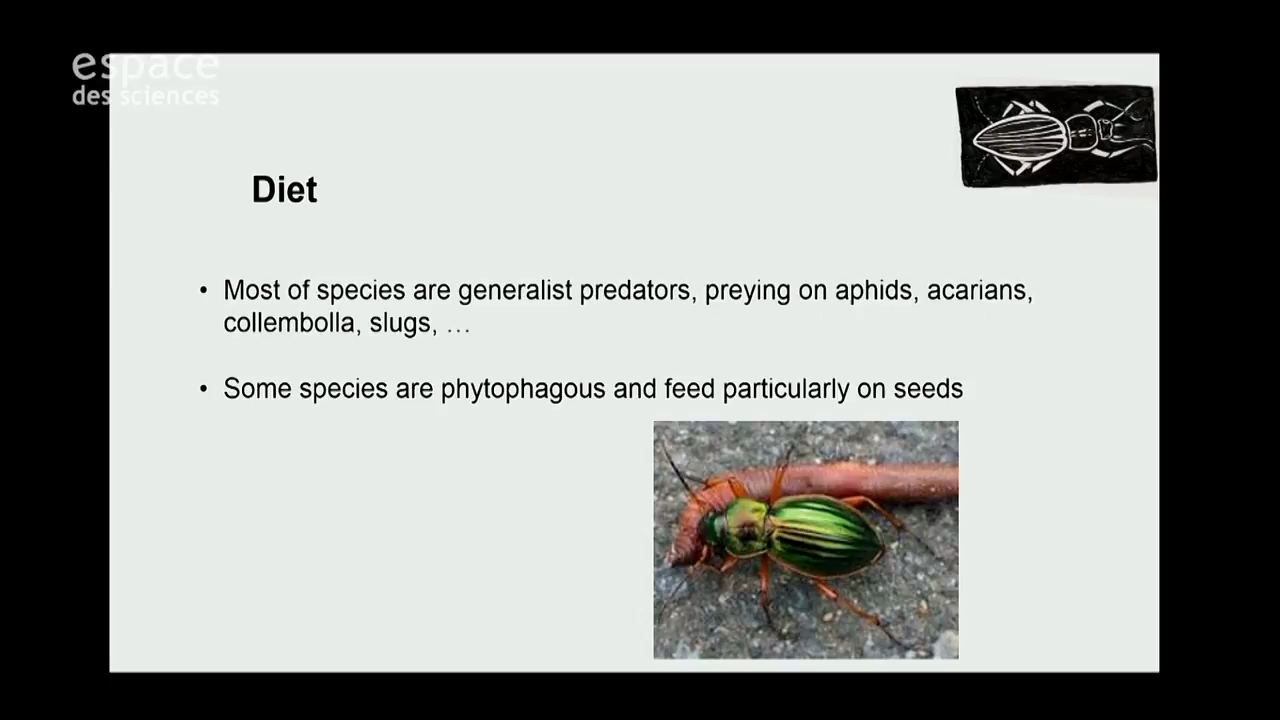 espace
des sciences
Diet
• Most of species are generalist predators, preying on aphids, acarians,
collembolla, slugs, …
• Some species are phytophagous and feed particularly on seeds